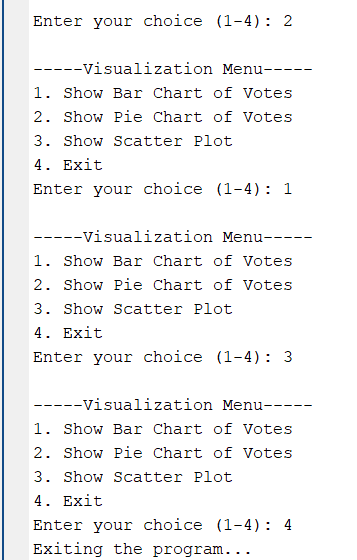 Enter your choice (1-4): 2
-----Visualization Menu-----
1. Show Bar Chart of Votes
2. Show Pie Chart of Votes
3. Show Scatter Plot
4. Exit
Enter your choice (1-4): 1
-----Visualization Menu-----
1. Show Bar Chart of Votes
2. Show Pie Chart of Votes
3. Show Scatter Plot
4. Exit
Enter your choice (1-4): 3
-----Visualization Menu-----
1. Show Bar Chart of Votes
2. Show Pie Chart of Votes
3. Show Scatter Plot
4. Exit
Enter your choice (1-4): 4
Exiting the program...